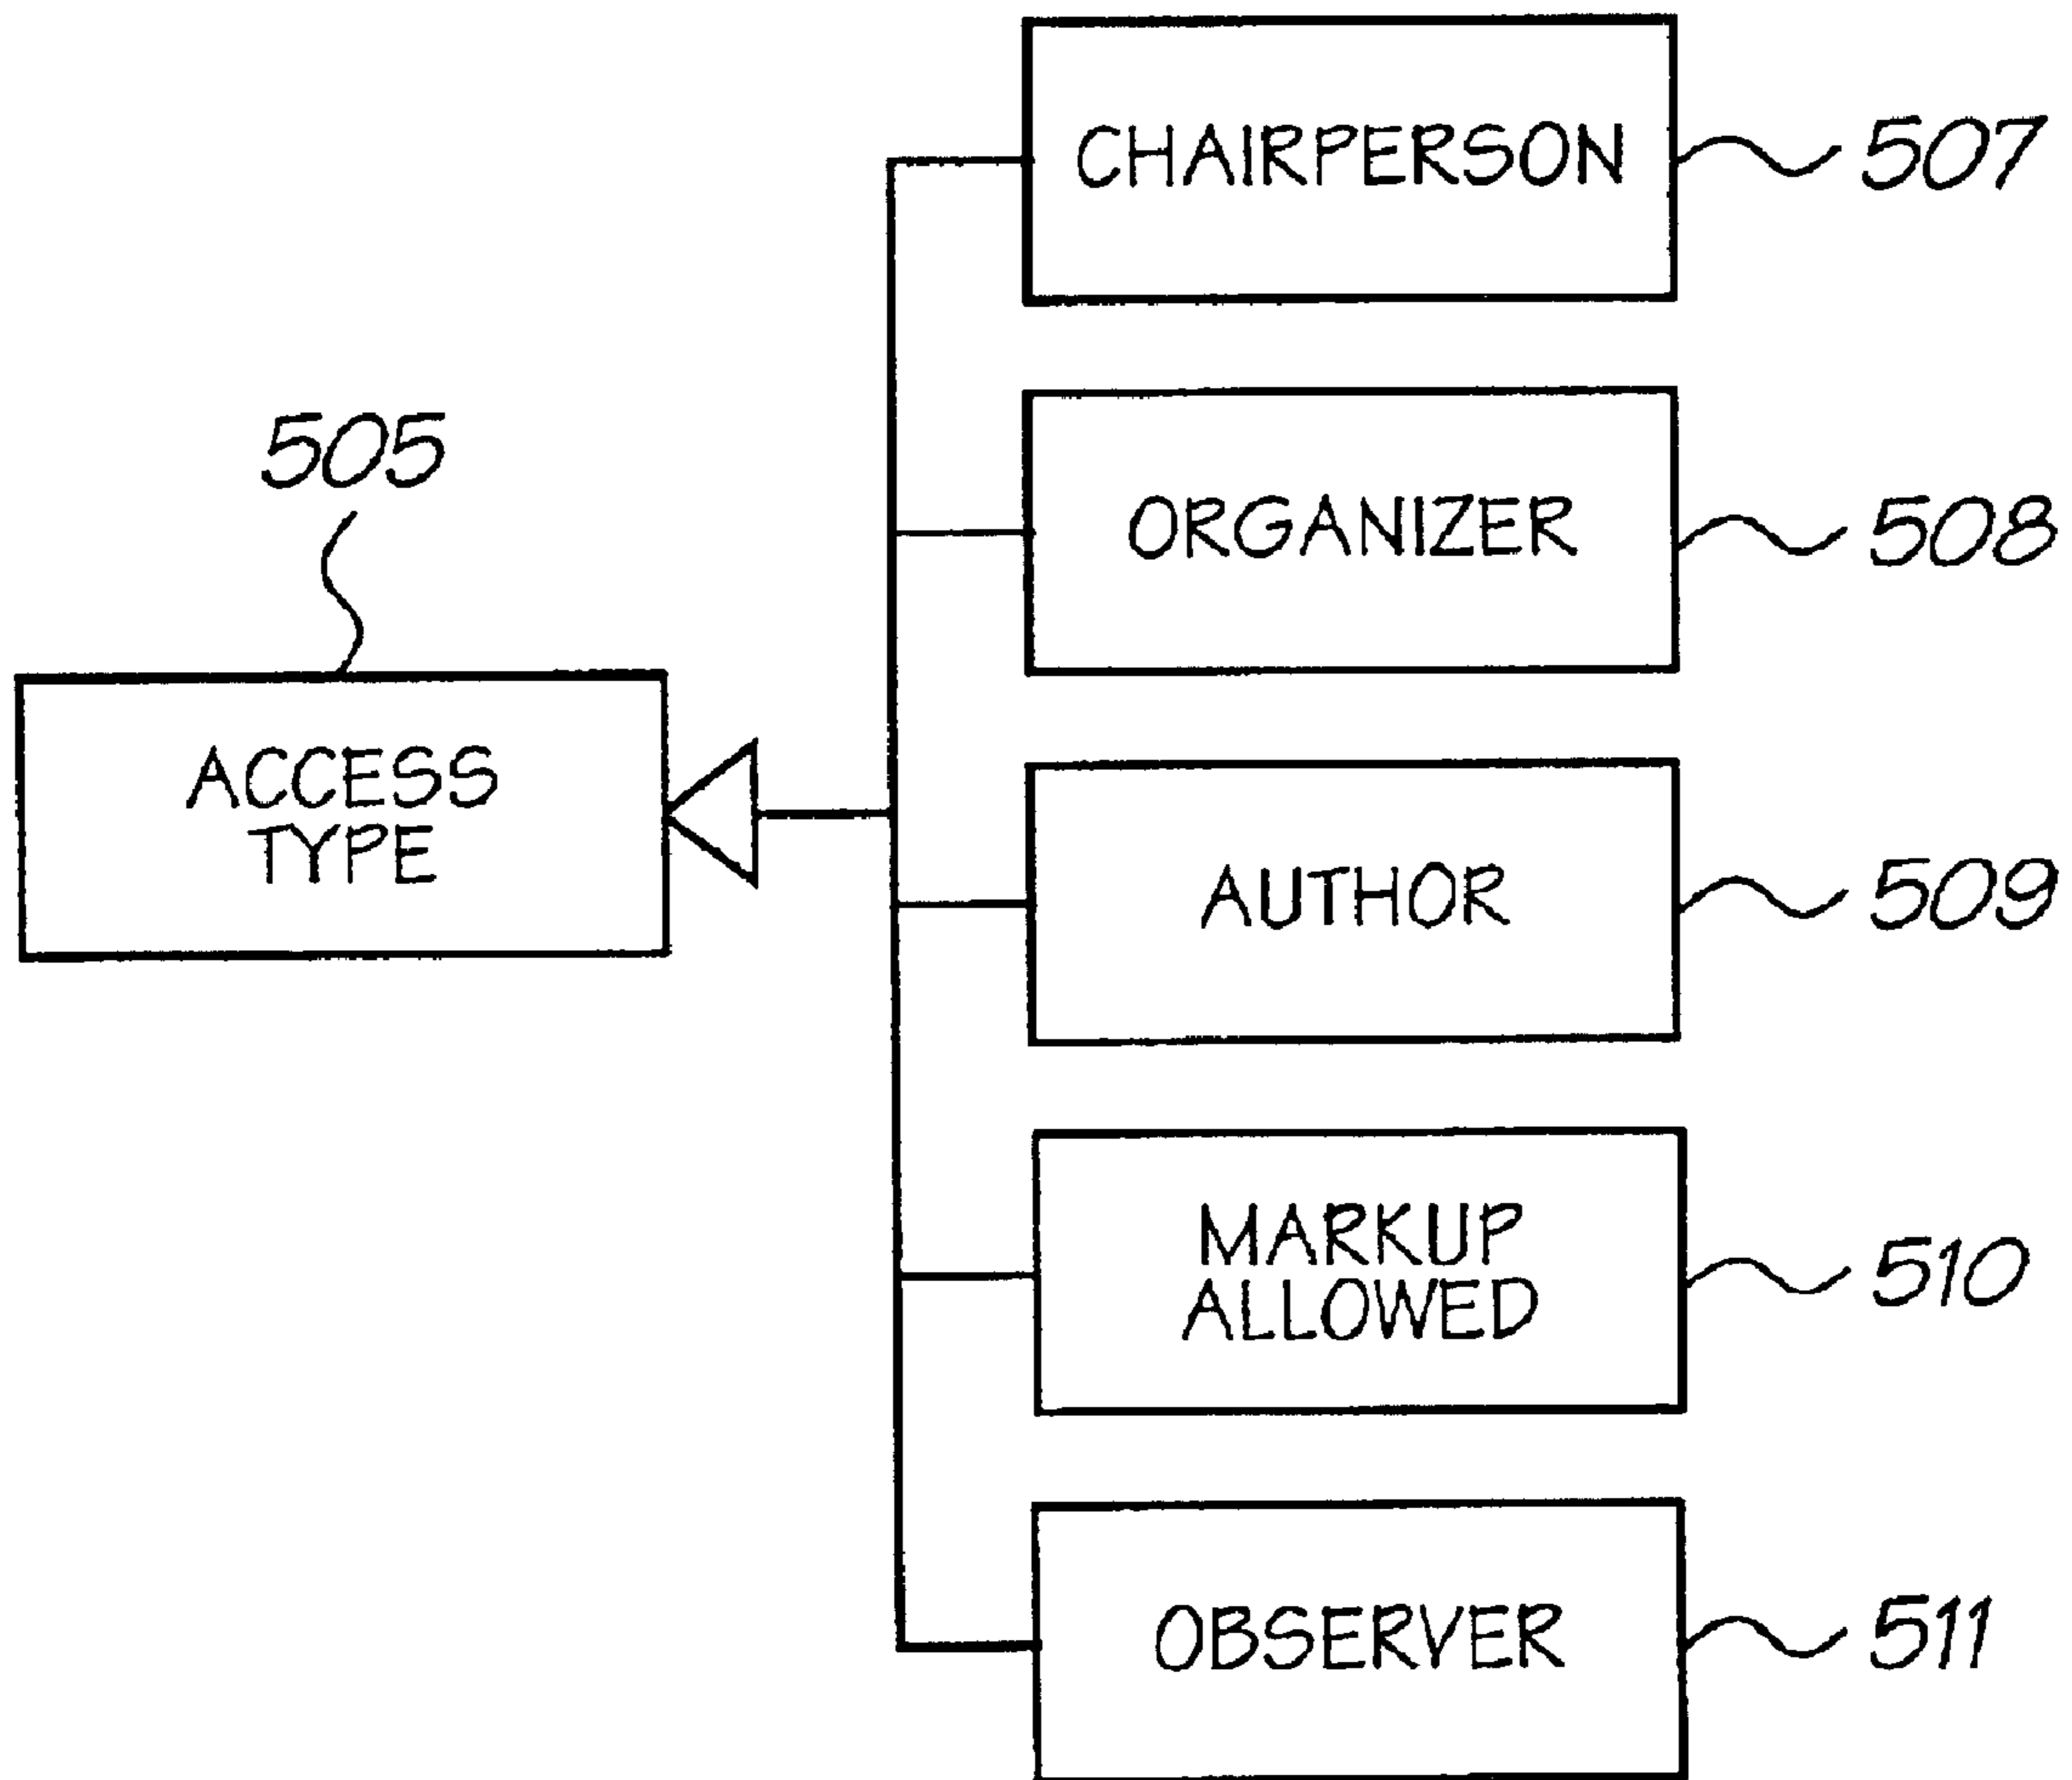 CHAIRPERSON
507
ORGANIZER
508
505
ACCESS
TYPE
AUTHOR
509
MARKUP
ALLOWED
510
OBSERVER
511